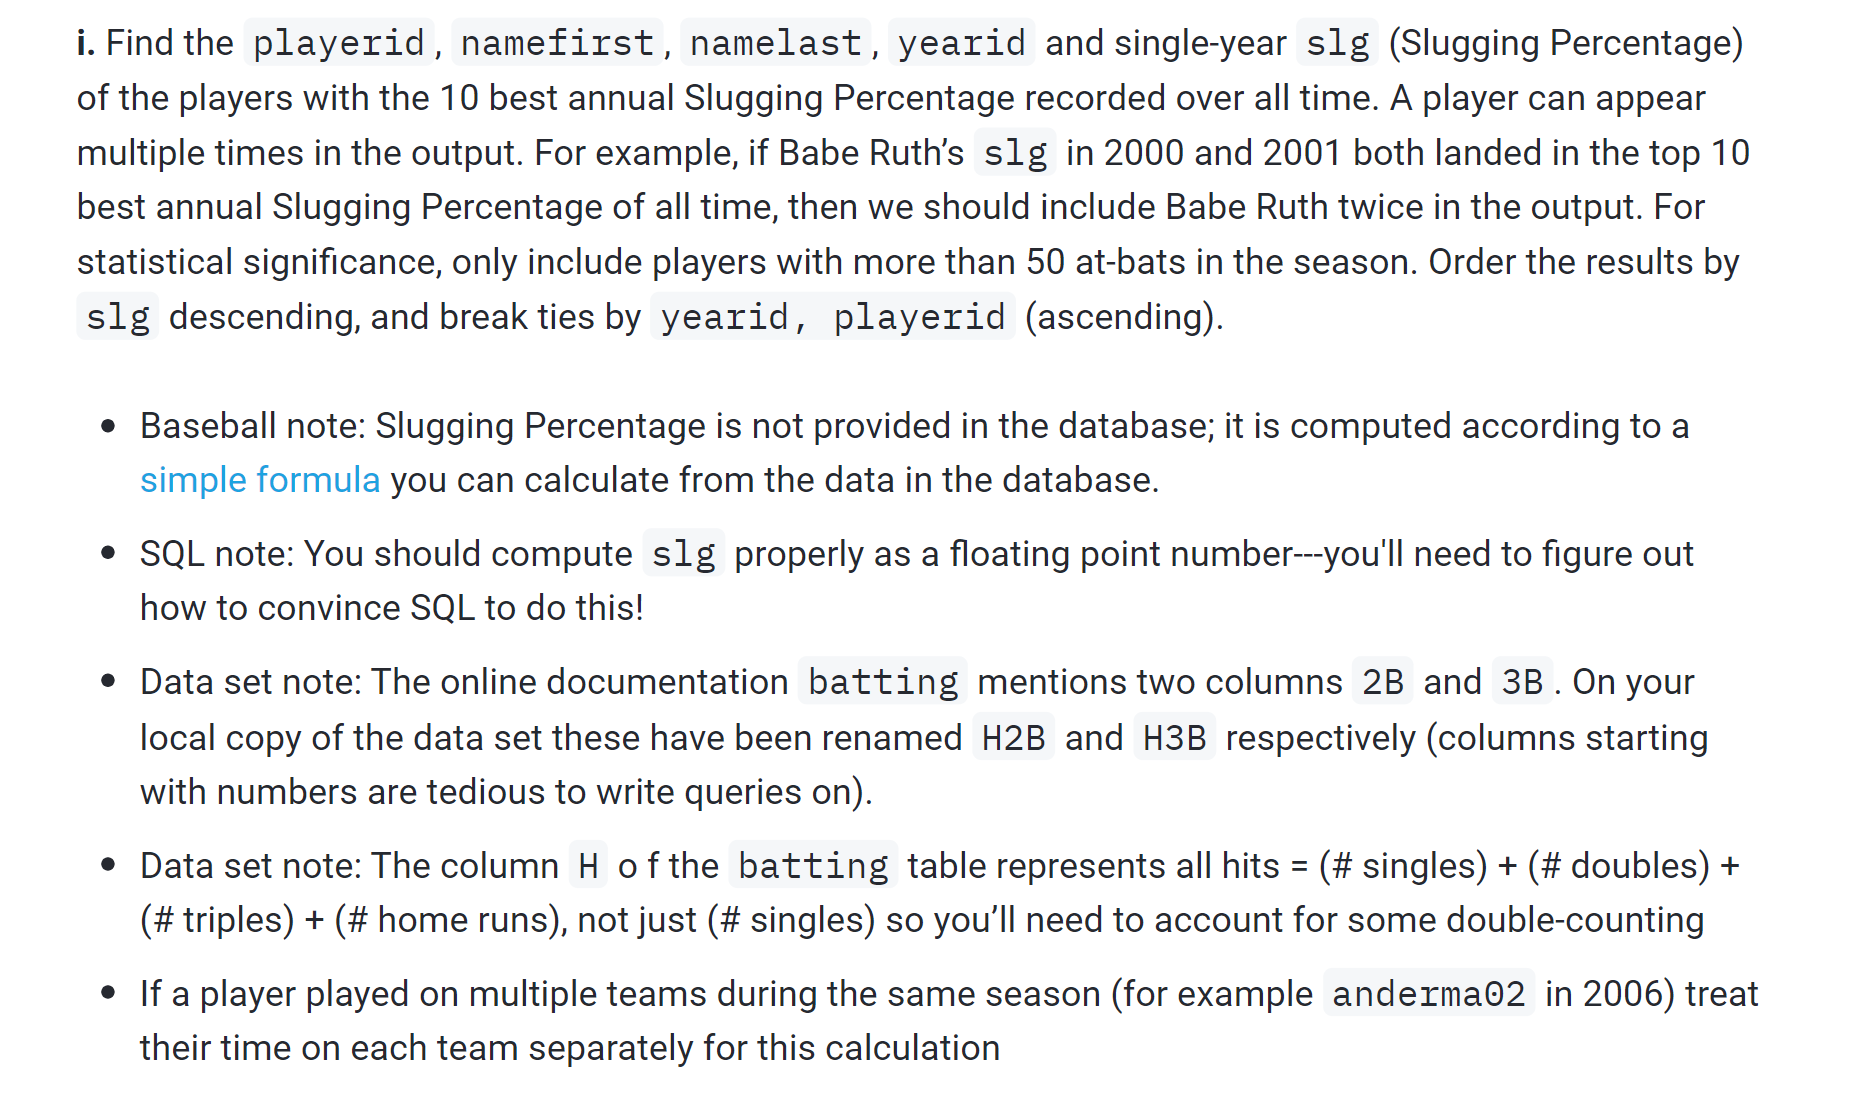 i. Find the playerid, namefirst, namelast, yearid and single-year slg (Slugging Percentage)
of the players with the 10 best annual Slugging Percentage recorded over all time. A player can appear
multiple times in the output. For example, if Babe Ruth’s slg in 2000 and 2001 both landed in the top 10
best annual Slugging Percentage of all time, then we should include Babe Ruth twice in the output. For
statistical significance, only include players with more than 50 at-bats in the season. Order the results by
slg descending, and break ties by yearid, playerid (ascending).
• Baseball note: Slugging Percentage is not provided in the database; it is computed according to a
simple formula you can calculate from the data in the database.
• SQL note: You should compute slg properly as a floating point number---you'll need to figure out
how to convince SQL to do this!
• Data set note: The online documentation batting mentions two columns 2B and 3B. On your
local copy of the data set these have been renamed H2B and H3B respectively (columns starting
with numbers are tedious to write queries on).
• Data set note: The column H o f the batting table represents all hits = (# singles) + (# doubles) +
(# triples) + (# home runs), not just (# singles) so you’ll need to account for some double-counting
• If a player played on multiple teams during the same season (for example anderma02 in 2006) treat
their time on each team separately for this calculation